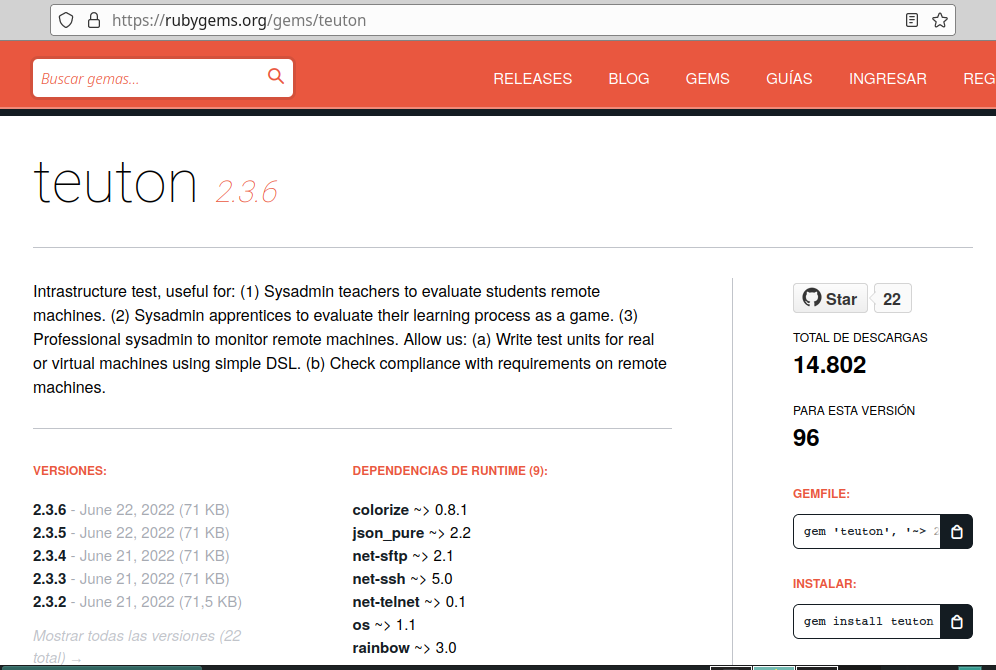 https://rubygems.org/gems/teuton
Buscar gemas...
RELEASES BLOG GEMS GUÍAS INGRESAR REG
teuton 2.3.6
Intrastructure test, useful for: (1) Sysadmin teachers to evaluate students remote
machines. (2) Sysadmin apprentices to evaluate their learning process as a game. (3)
Professional sysadmin to monitor remote machines. Allow us: (a) Write test units for real
or virtual machines using simple DSL. (b) Check compliance with requirements on remote
machines.
VERSIONES:
2.3.6 - June 22, 2022 (71 KB)
2.3.5 - June 22, 2022 (71 KB)
2.3.4 - June 21, 2022 (71 KB)
2.3.3 - June 21, 2022 (71 KB)
2.3.2 - June 21, 2022 (71,5 KB)
Mostrar todas las versiones (22
total) →
DEPENDENCIAS DE RUNTIME (9):
colorize ~> 0.8.1
json_pure ~> 2.2
net-sftp ~> 2.1
net-ssh ~> 5.0
net-telnet ~> 0.1
os ~> 1.1
rainbow ~> 3.0
Star 22
TOTAL DE DESCARGAS
14.802
PARA ESTA VERSIÓN
96
GEMFILE:
gem 'teuton', '~> 2
INSTALAR:
gem install teuton